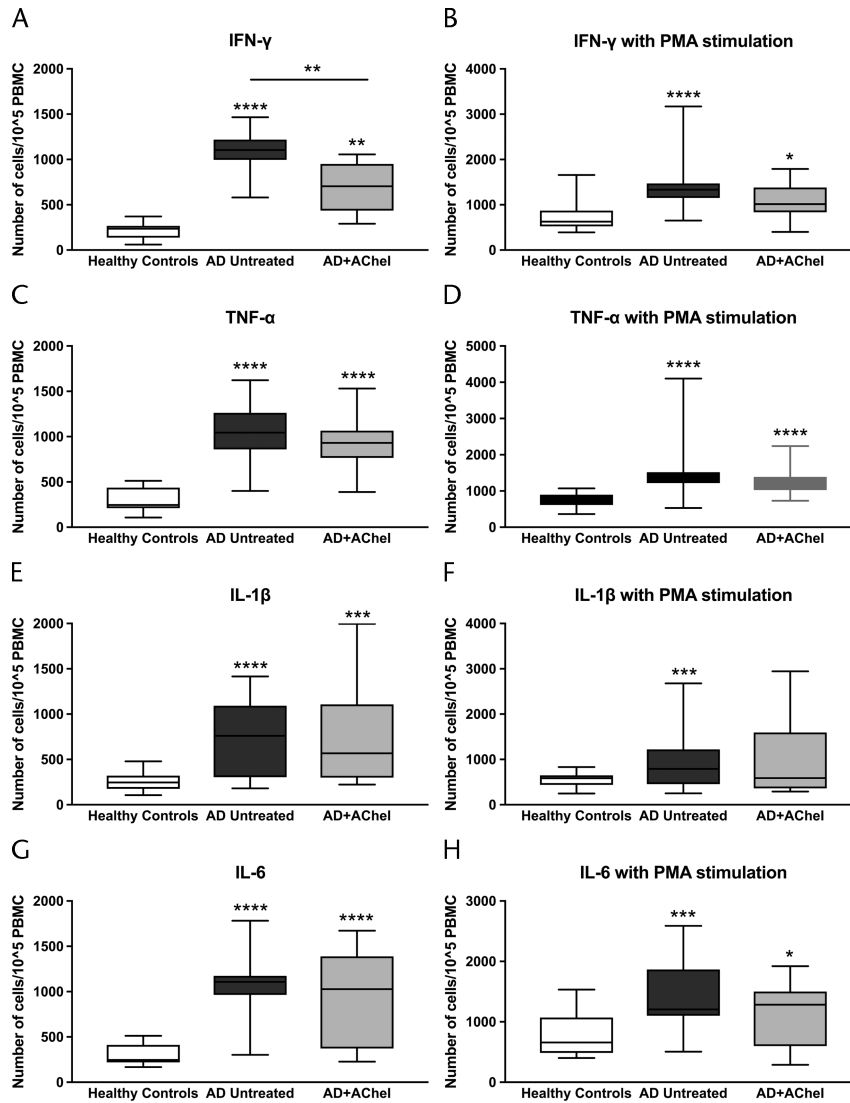 A
IFN-γ
Number of cells/10^5 PBMC
2000
1500
1000
500
0
**
****
**
Healthy Controls AD Untreated AD+ACheI
B
IFN-γ with PMA stimulation
Number of cells/10^5 PBMC
4000
3000
2000
1000
0
****
*
Healthy Controls AD Untreated AD+ACheI
C
TNF-α
Number of cells/10^5 PBMC
2000
1500
1000
500
0
****
****
Healthy Controls AD Untreated AD+ACheI
D
TNF-α with PMA stimulation
Number of cells/10^5 PBMC
5000
4000
3000
2000
1000
0
****
****
Healthy Controls AD Untreated AD+ACheI
E
IL-1β
Number of cells/10^5 PBMC
2000
1500
1000
500
0
****
***
Healthy Controls AD Untreated AD+ACheI
F
IL-1β with PMA stimulation
Number of cells/10^5 PBMC
4000
3000
2000
1000
0
***
Healthy Controls AD Untreated AD+ACheI
G
IL-6
Number of cells/10^5 PBMC
2000
1500
1000
500
0
****
****
Healthy Controls AD Untreated AD+ACheI
H
IL-6 with PMA stimulation
Number of cells/10^5 PBMC
3000
2000
1000
0
***
*
Healthy Controls AD Untreated AD+ACheI